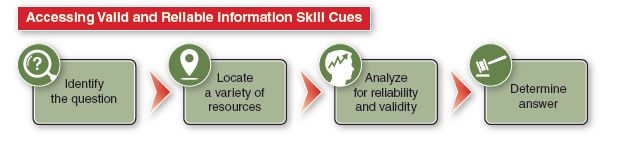 Accessing Valid and Reliable Information Skill Cues
?
Identify
the question
Locate
a variety of
resources
Analyze
for reliability
and validity
Determine
answer